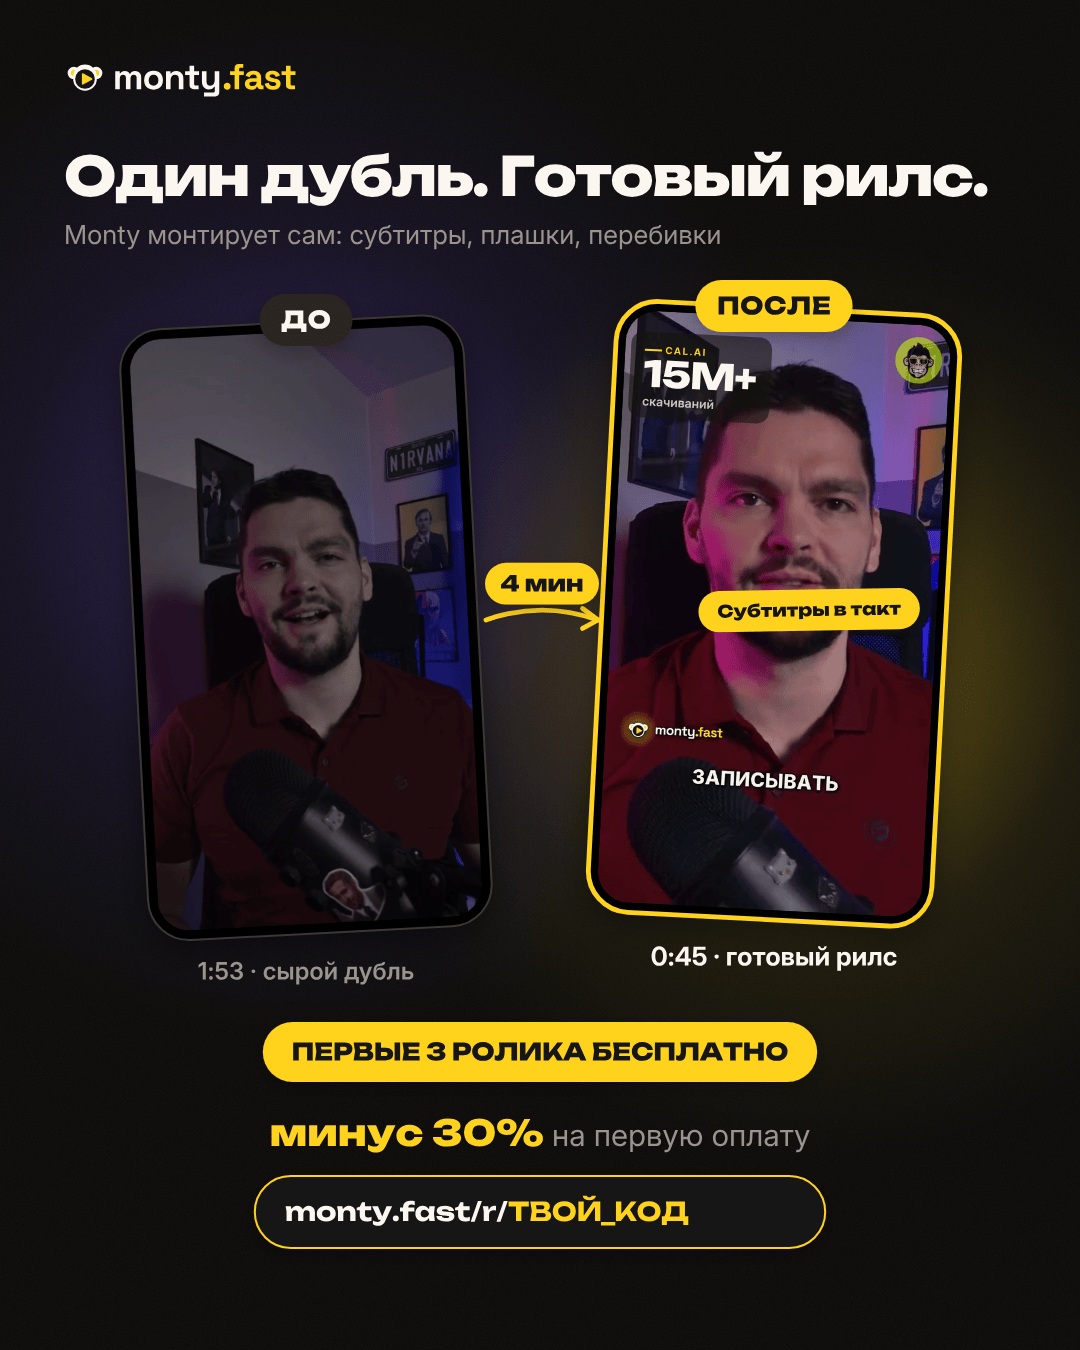 monty.fast
Один дубль. Готовый рилс.
Monty монтирует сам: субтитры, плашки, перебивки
ДО
ПОСЛЕ
N1RVANA
CAL.AI
15M+
скачиваний
4 мин
Субтитры в такт
monty.fast
ЗАПИСЫВАТЬ
1:53 · сырой дубль
0:45 · готовый рилс
ПЕРВЫЕ 3 РОЛИКА БЕСПЛАТНО
минус 30% на первую оплату
monty.fast/r/ТВОЙ_КОД